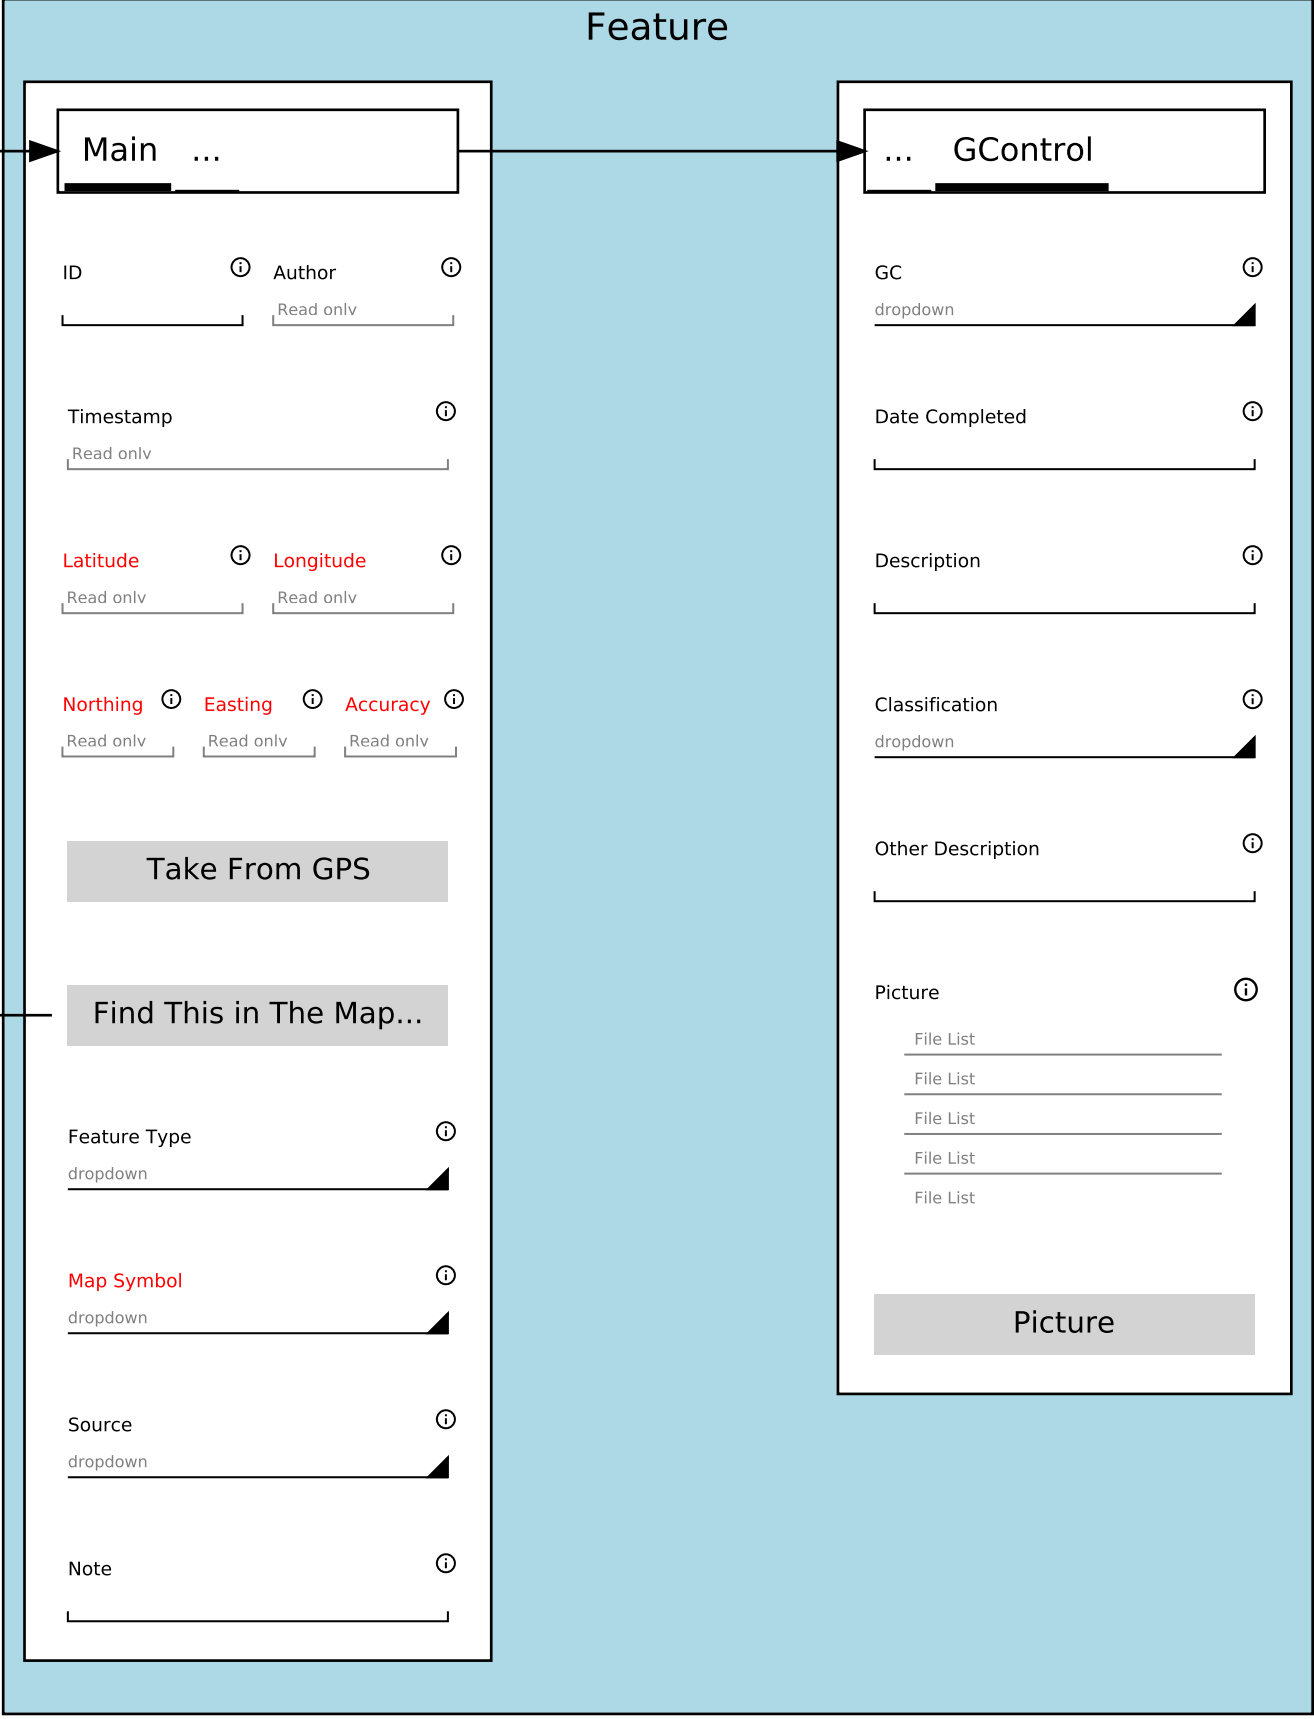 Feature
Main ...
ID Author
Read only
Timestamp
Read only
Latitude Longitude
Read only Read only
Northing Easting Accuracy
Read only Read only Read only
Take From GPS
Find This in The Map...
Feature Type
dropdown
Map Symbol
dropdown
Source
dropdown
Note
... GControl
GC
dropdown
Date Completed
Description
Classification
dropdown
Other Description
Picture
File List
File List
File List
File List
File List
Picture